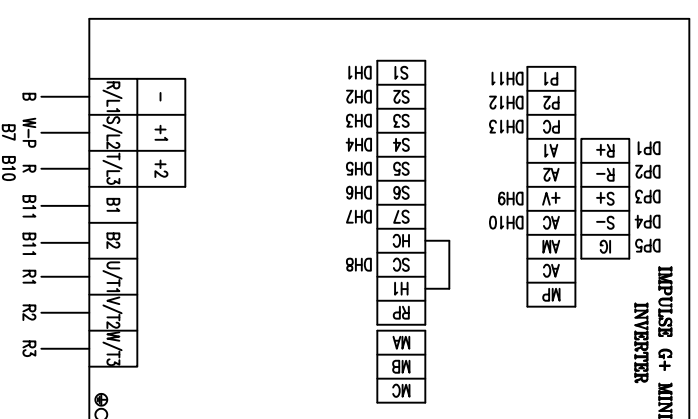 B R/L1 -
W-P S/L2 +1
B7
R T/L3 +2
B10
B11 B1
B11 B2
R1 U/T1
R2 V/T2
R3 W/T3
DH1 S1
DH2 S2
DH3 S3
DH4 S4
DH5 S5
DH6 S6
DH7 S7
HC
DH8 SC
H1
RP
MA
MB
MC
DH11 P1
DH12 P2
DH13 PC
A1
A2
DH9 +V
DH10 AC
AM
AC
MP
R+ DP1
R- DP2
S+ DP3
S- DP4
IG DP5
IMPULSE G+ MINI
INVERTER